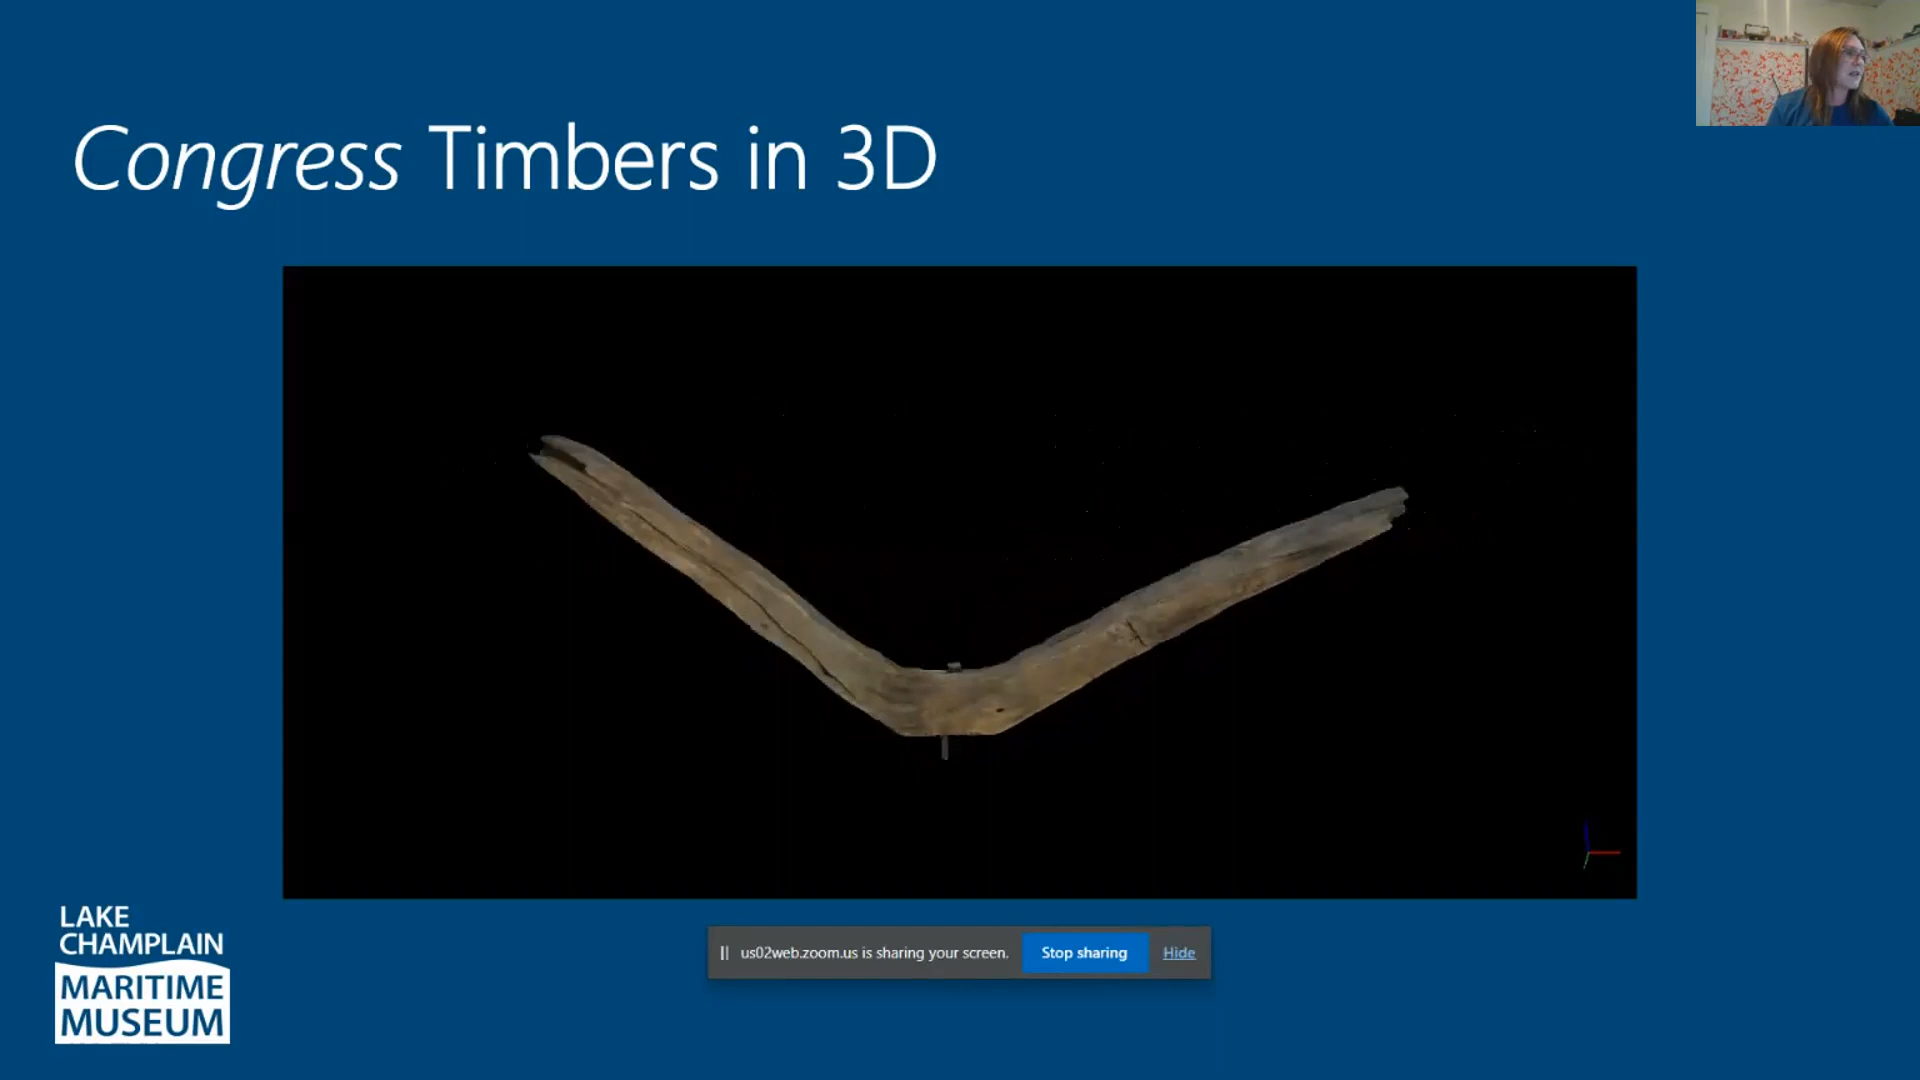 Congress Timbers in 3D
LAKE
CHAMPLAIN
MARITIME
MUSEUM
us02web.zoom.us is sharing your screen. Stop sharing Hide